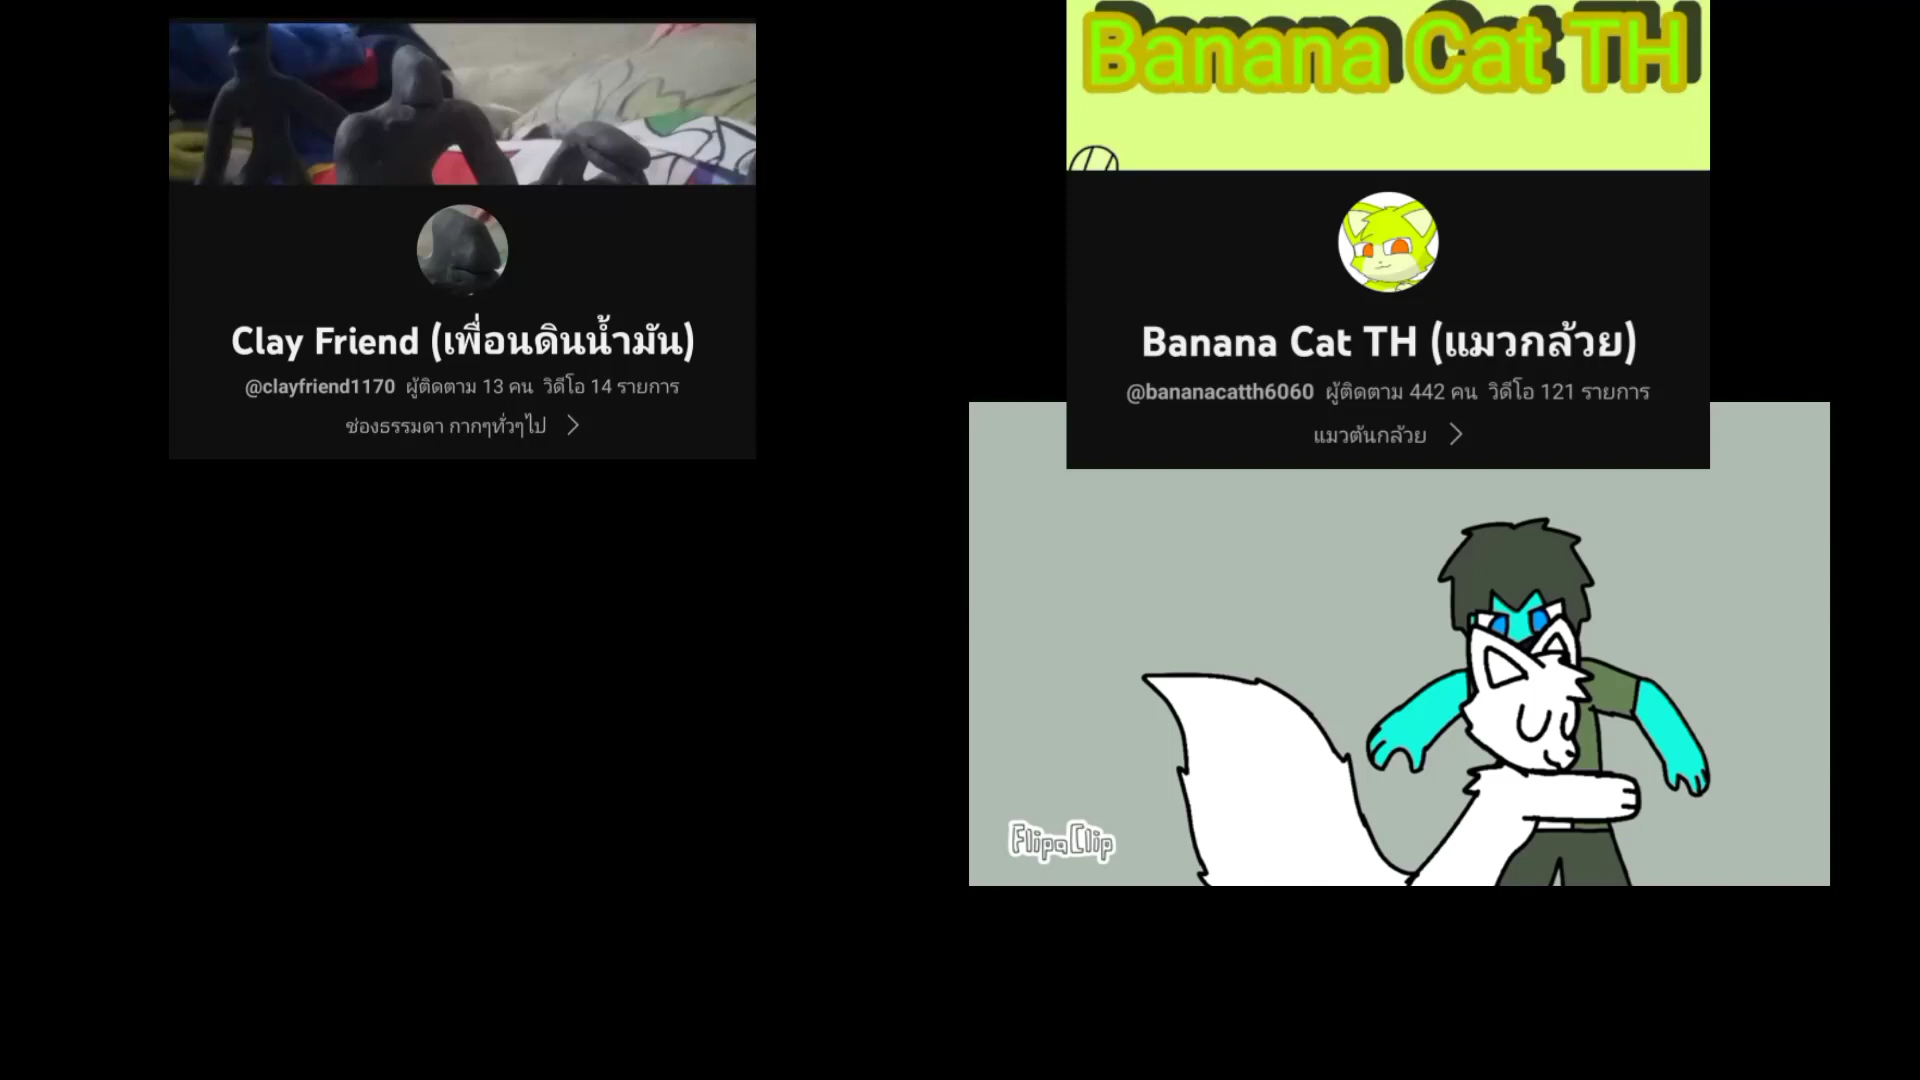 Clay Friend (เพื่อนดินน้ำมัน)
@clayfriend1170 ผู้ติดตาม 13 คน วิดีโอ 14 รายการ
ช่องธรรมดา กากๆทั่วๆไป
Banana Cat TH
Banana Cat TH (แมวกล้วย)
@bananacatth6060 ผู้ติดตาม 442 คน วิดีโอ 121 รายการ
แมวตันกล้วย
FlipaClip